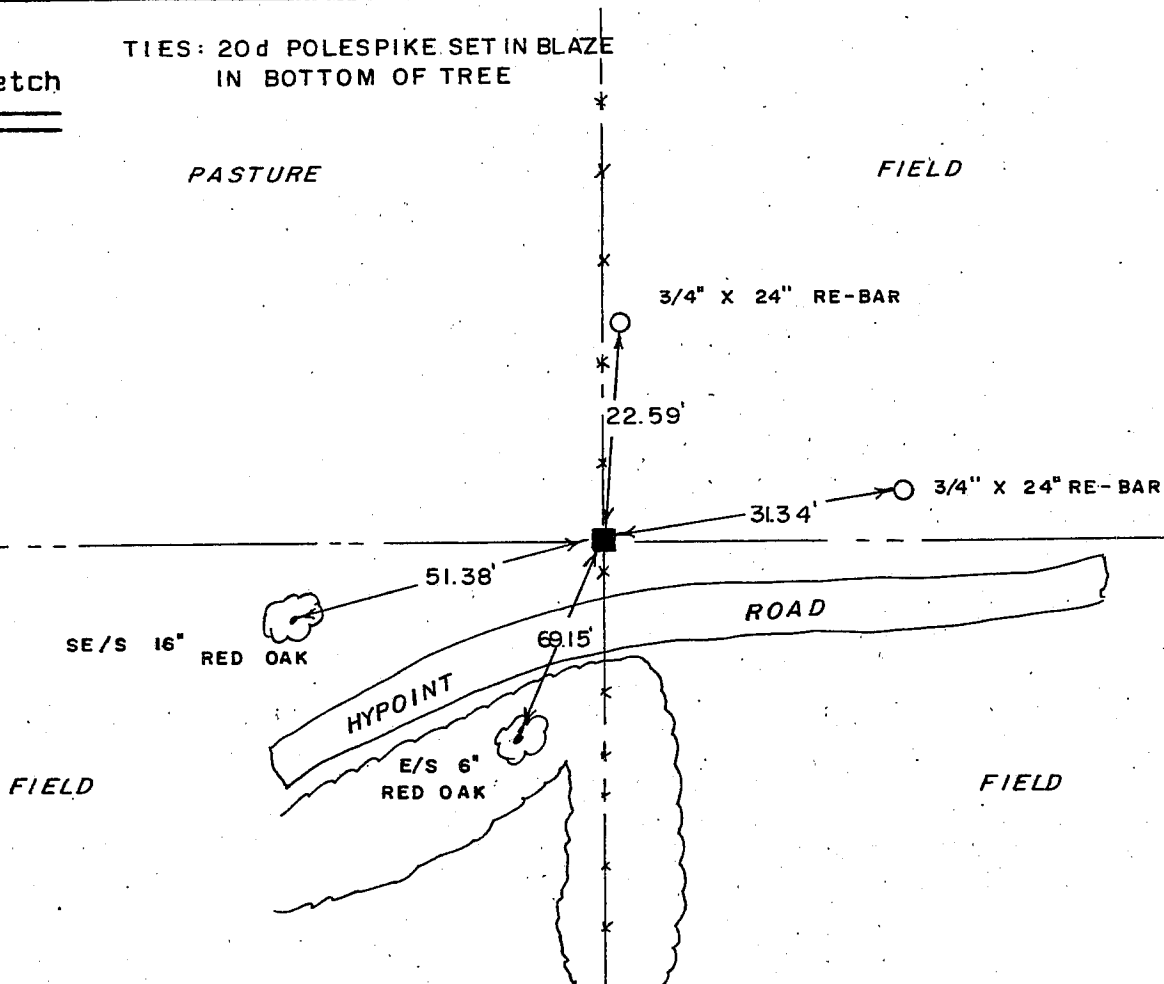 TIES: 20d POLESPIKE SET IN BLAZE
IN BOTTOM OF TREE
etch
PASTURE
FIELD
3/4" X 24" RE-BAR
22.59'
3/4" X 24" RE-BAR
31.34'
51.38'
69.15'
ROAD
SE/S 16"
RED OAK
HYPOINT
E/S 6"
RED OAK
FIELD
FIELD